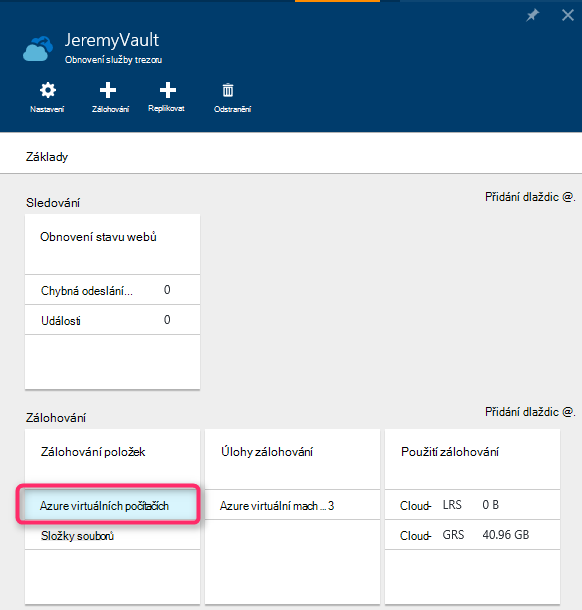 JeremyVault
Obnovení služby trezoru
Nastavení
Zálohování
Replikovat
Odstranění
Základy
Sledování
Přidání dlaždic @.
Obnovení stavu webů
Chybná odeslání... 0
Události 0
Zálohování
Přidání dlaždic @.
Zálohování položek
Azure virtuálních počítačích
Složky souborů
Úlohy zálohování
Azure virtuální mach ... 3
Použití zálohování
Cloud- LRS 0 B
Cloud- GRS 40.96 GB